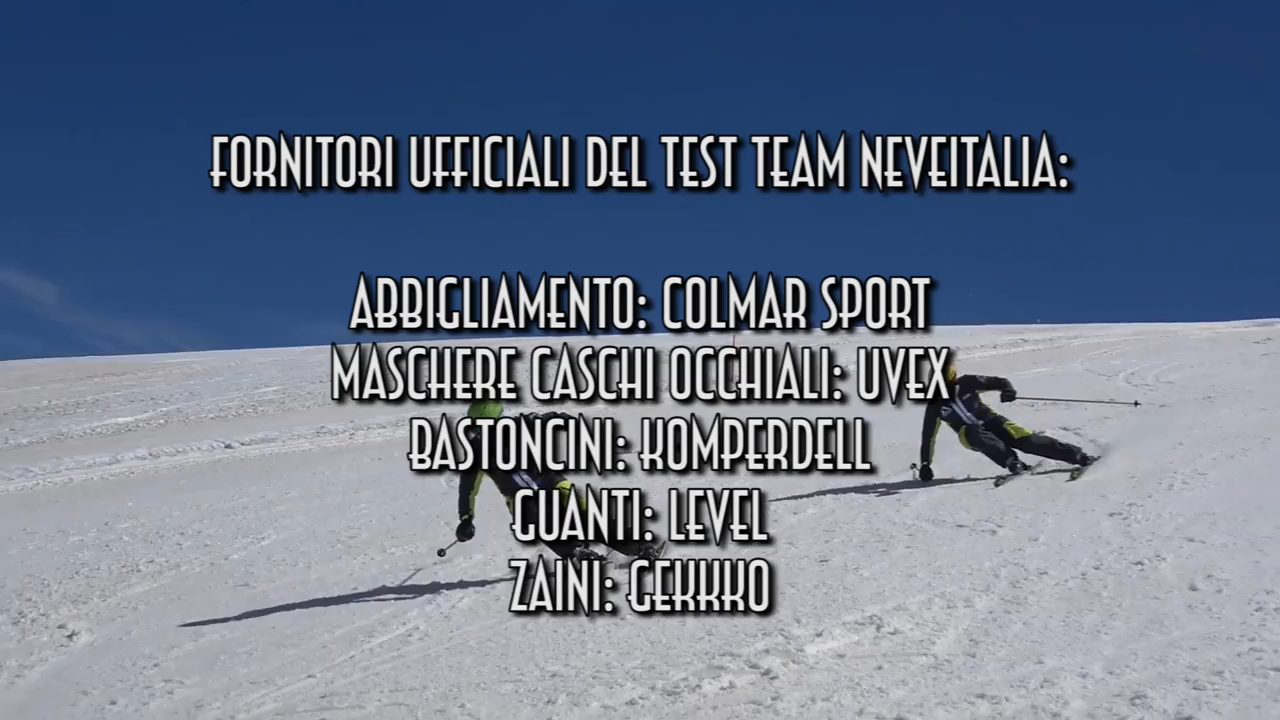 FORNITORI UFFICIALI DEL TEST TEAM NEVEITALIA:
ABBIGLIAMENTO: COLMAR SPORT
MASCHERE CASCHI OCCHIALI: UVEX
BASTONCINI: KOMPERDELL
GUANTI: LEVEL
ZAINI: GEKKKO